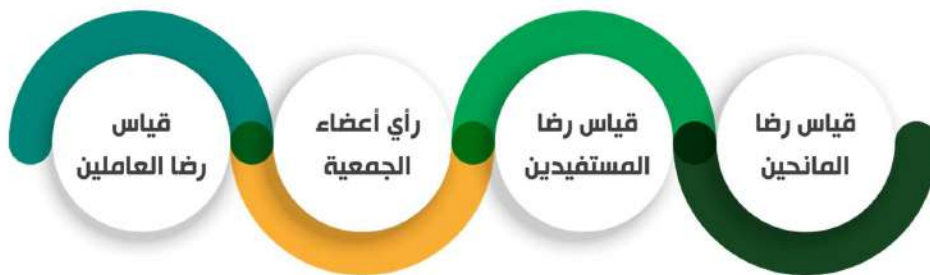 قياس رضا
المانحين
قياس رضا
المستفيدين
رأي أعضاء
الجمعية
قياس
رضا العاملين